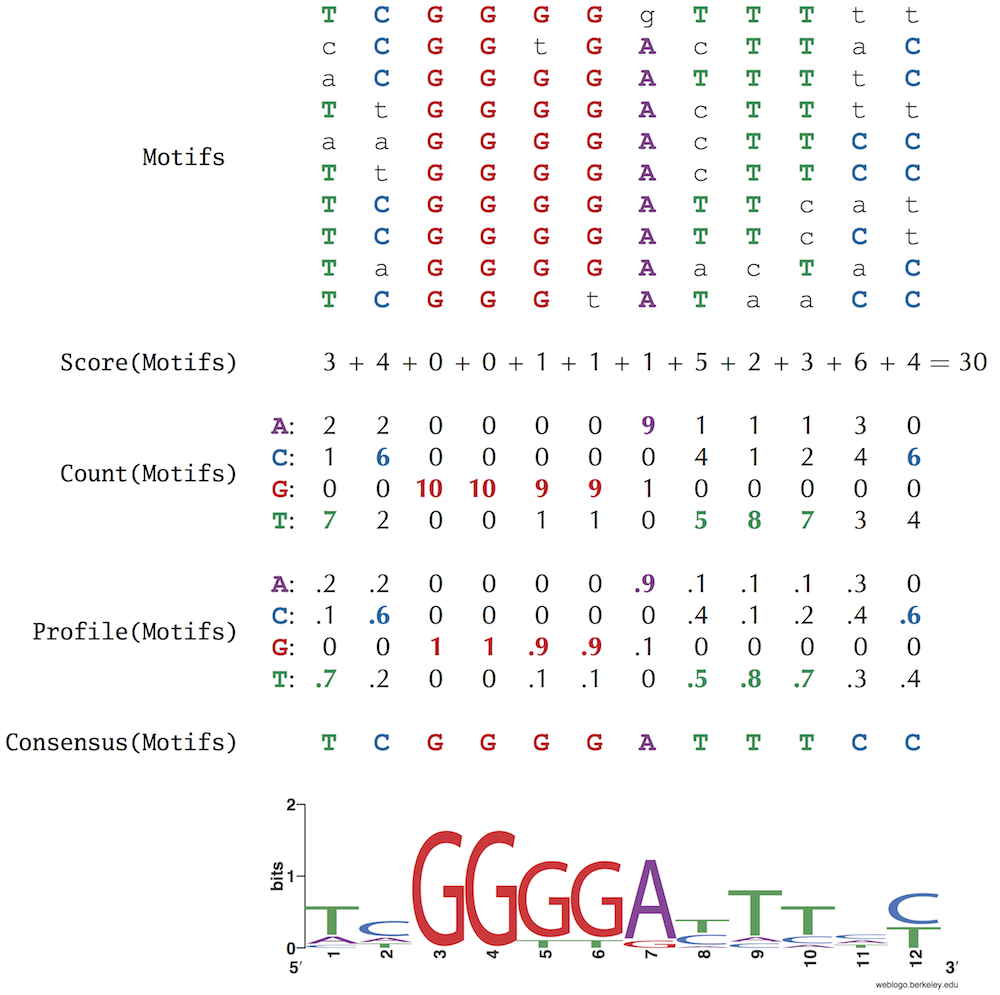 T C G G G G g T T T t t
c C G G t G A c T T a C
a C G G G G A T T T t C
T t G G G G A c T T t t
a a G G G G A c T T C C
Motifs
T t G G G G A c T T C C
T C G G G G A T T c a t
T C G G G G A T T c C t
T a G G G G A a c T a C
T C G G G t A T a a C C
Score(Motifs) 3 + 4 + 0 + 0 + 1 + 1 + 1 + 5 + 2 + 3 + 6 + 4 = 30
A: 2 2 0 0 0 0 9 1 1 1 3 0
C: 1 6 0 0 0 0 0 4 1 2 4 6
Count(Motifs)
G: 0 0 10 10 9 9 1 0 0 0 0 0
T: 7 2 0 0 1 1 0 5 8 7 3 4
A: .2 .2 0 0 0 0 .9 .1 .1 .1 .3 0
C: .1 .6 0 0 0 0 0 .4 .1 .2 .4 .6
Profile(Motifs)
G: 0 0 1 1 .9 .9 .1 0 0 0 0 0
T: .7 .2 0 0 .1 .1 0 .5 .8 .7 .3 .4
Consensus(Motifs) T C G G G G A T T T C C
2
1
bits
0
T C G G G G A T T T C C
A A T T G C A C C A T
C T C A A T
5′ 1 2 3 4 5 6 7 8 9 10 11 12 3′
weblogo.berkeley.edu